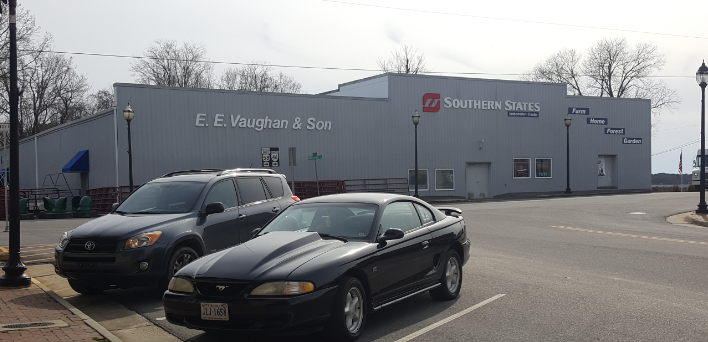 E. E. Vaughan & Son
Southern States
Farm
Home
Forest
Garden